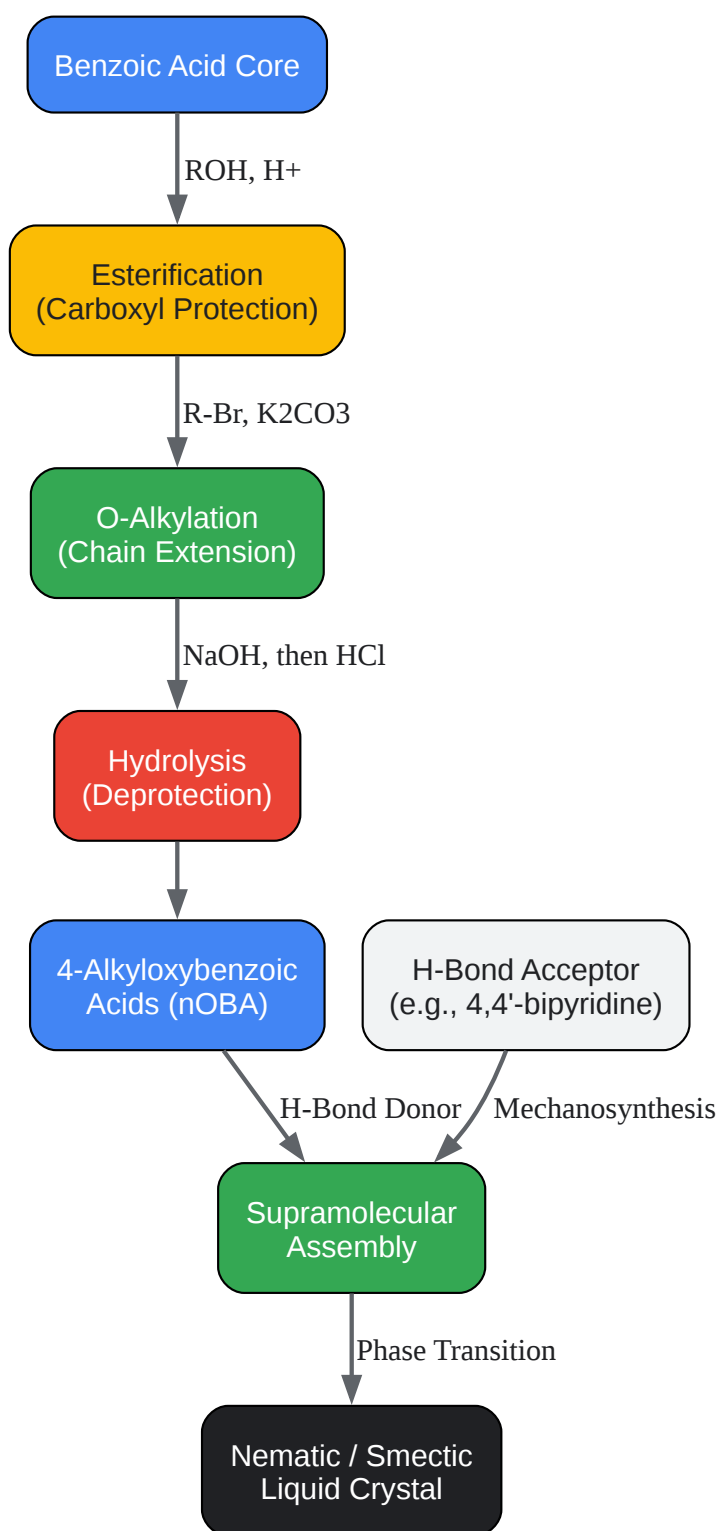 Benzoic Acid Core
ROH, H+
Esterification
(Carboxyl Protection)
R-Br, K2CO3
O-Alkylation
(Chain Extension)
NaOH, then HCl
Hydrolysis
(Deprotection)
4-Alkyloxybenzoic
Acids (nOBA)
H-Bond Acceptor
(e.g., 4,4'-bipyridine)
H-Bond Donor
Mechanosynthesis
Supramolecular
Assembly
Phase Transition
Nematic / Smectic
Liquid Crystal